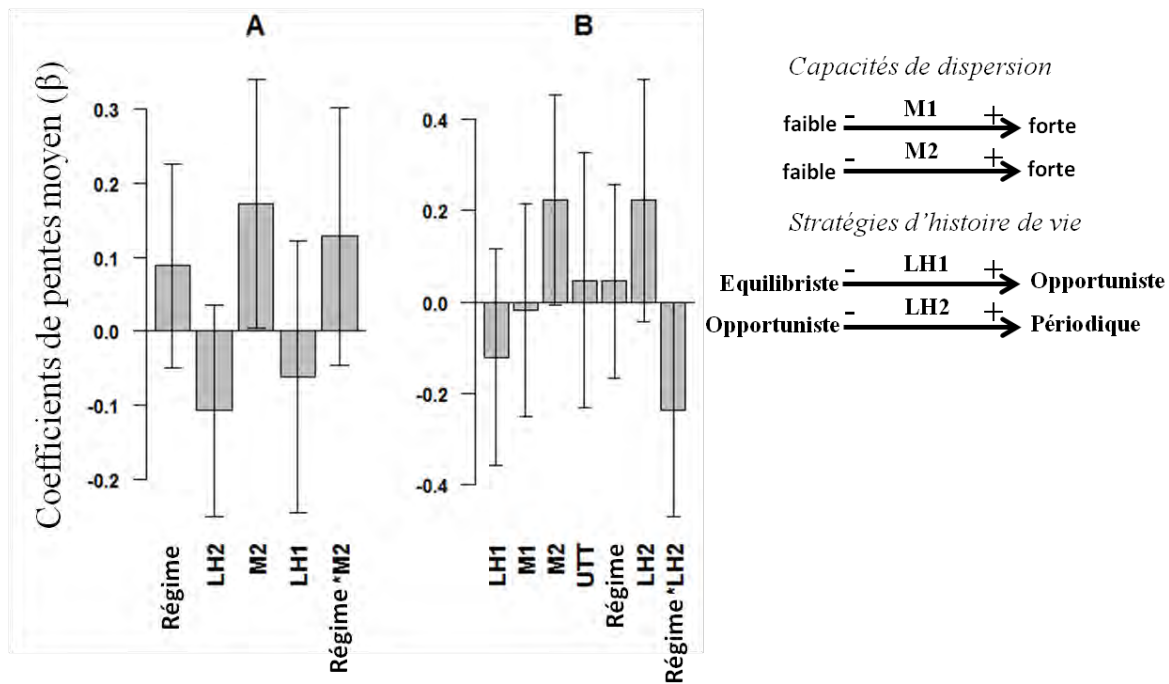 A
B
Coefficients de pentes moyen (β)
0.3
0.2
0.1
0.0
-0.1
-0.2
Régime
LH2
M2
LH1
Régime *M2
0.4
0.2
0.0
-0.2
-0.4
LH1
M1
M2
UTT
Régime
LH2
Régime *LH2
Capacités de dispersion
faible - M1 + forte
faible - M2 + forte
Stratégies d'histoire de vie
Equilibriste - LH1 + Opportuniste
Opportuniste - LH2 + Périodique